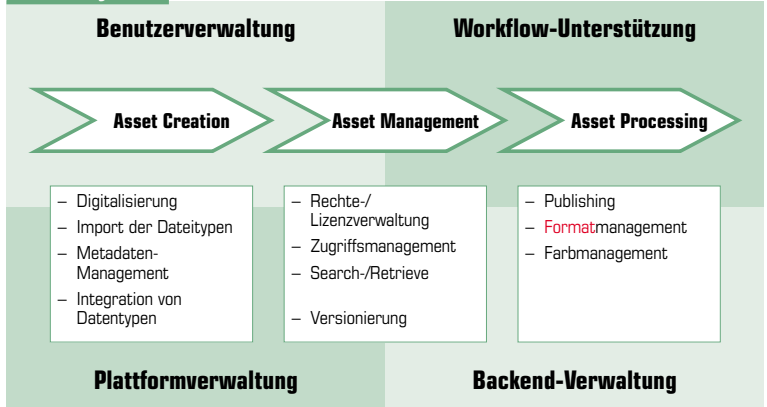 Benutzerverwaltung
Workflow-Unterstützung
Asset Creation
Asset Management
Asset Processing
– Digitalisierung
– Import der Dateitypen
– Metadaten-
Management
– Integration von
Datentypen
– Rechte-/
Lizenzverwaltung
– Zugriffsmanagement
– Search-/Retrieve
– Versionierung
– Publishing
– Formatmanagement
– Farbmanagement
Plattformverwaltung
Backend-Verwaltung